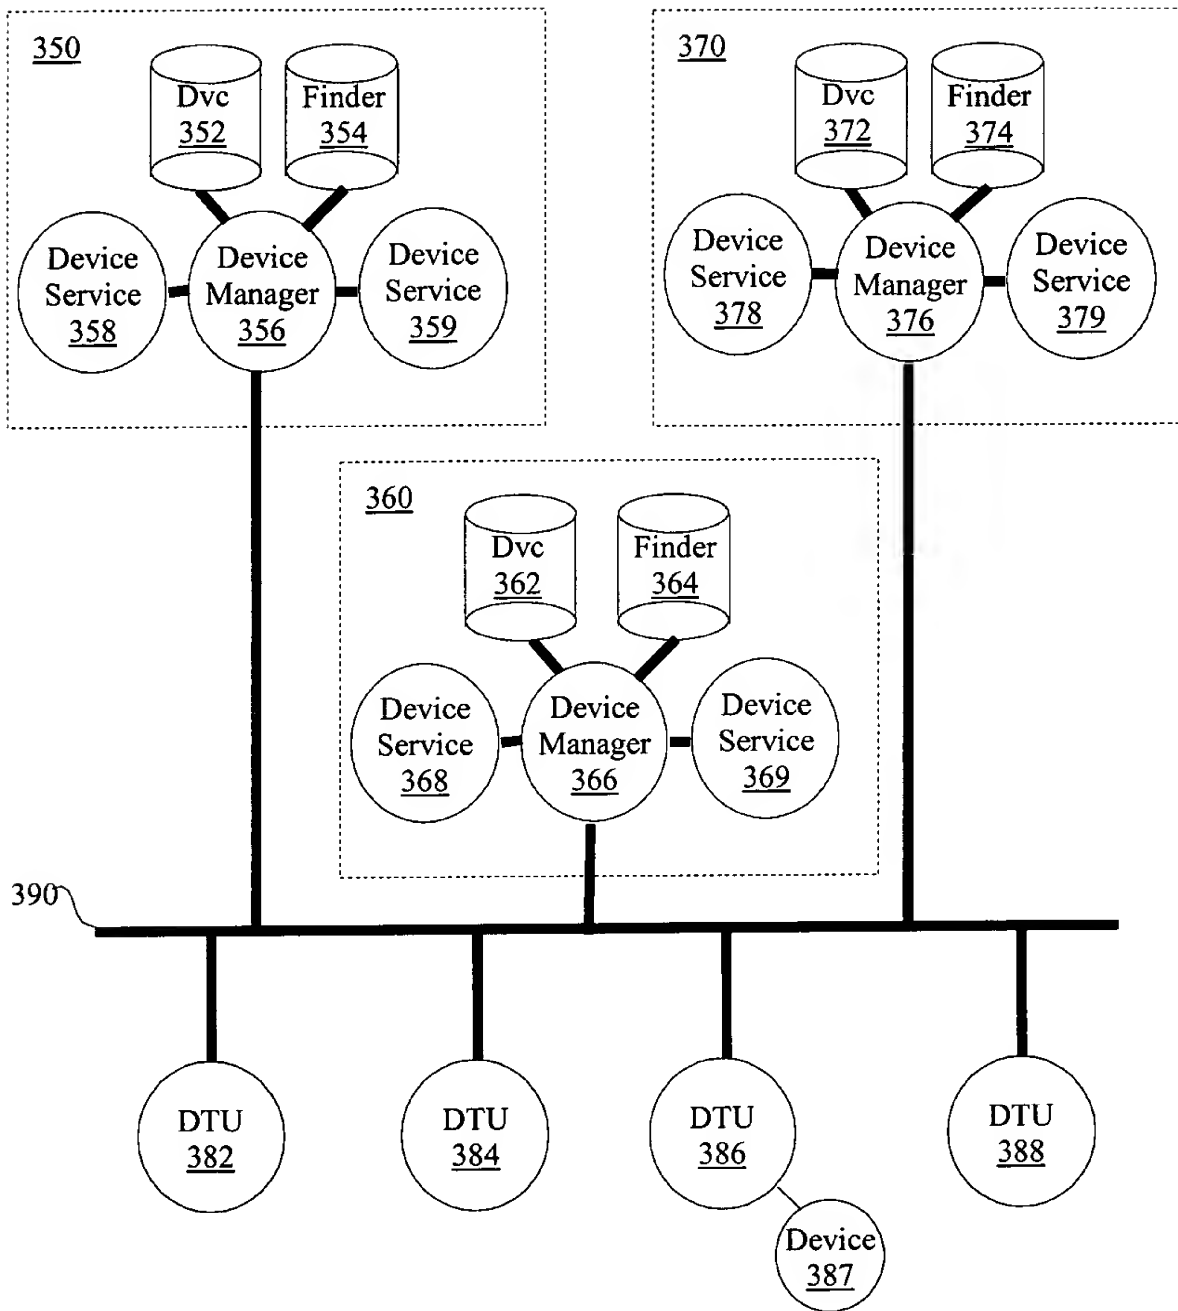 350
Dvc
352
Finder
354
Device
Service
358
Device
Manager
356
Device
Service
359
370
Dvc
372
Finder
374
Device
Service
378
Device
Manager
376
Device
Service
379
360
Dvc
362
Finder
364
Device
Service
368
Device
Manager
366
Device
Service
369
390
DTU
382
DTU
384
DTU
386
DTU
388
Device
387